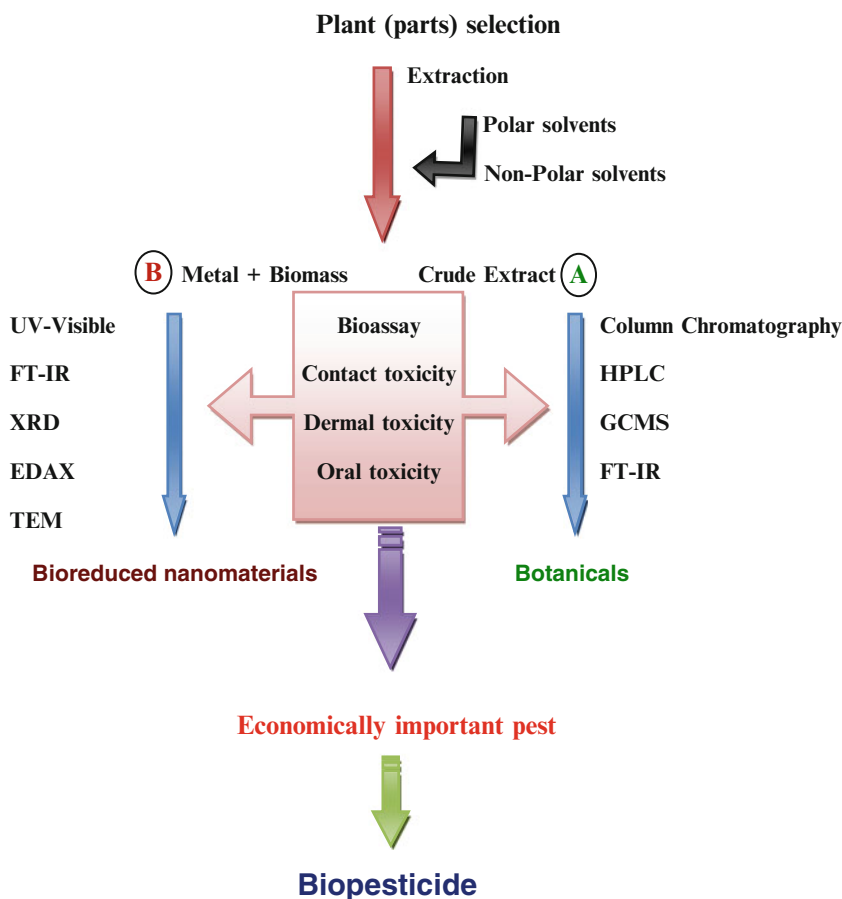 Plant (parts) selection
Extraction
Polar solvents
Non-Polar solvents
B Metal + Biomass
Crude Extract A
UV-Visible
FT-IR
XRD
EDAX
TEM
Bioassay
Contact toxicity
Dermal toxicity
Oral toxicity
Column Chromatography
HPLC
GCMS
FT-IR
Bioreduced nanomaterials
Botanicals
Economically important pest
Biopesticide